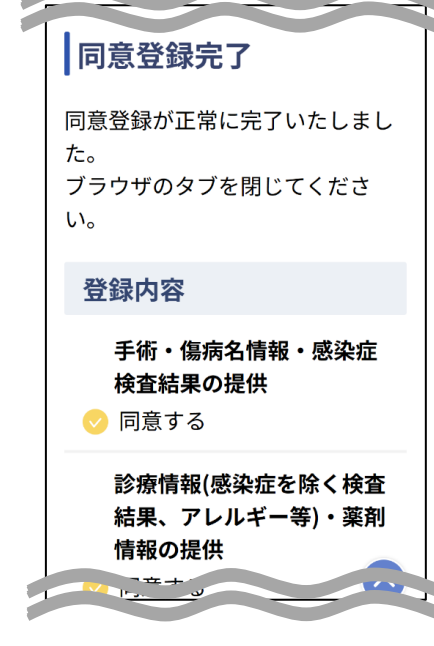 同意登録完了
同意登録が正常に完了いたしまし
た。
ブラウザのタブを閉じてくださ
い。
登録内容
手術・傷病名情報・感染症
検査結果の提供
同意する
診療情報(感染症を除く検査
結果、アレルギー等)・薬剤
情報の提供
同意する